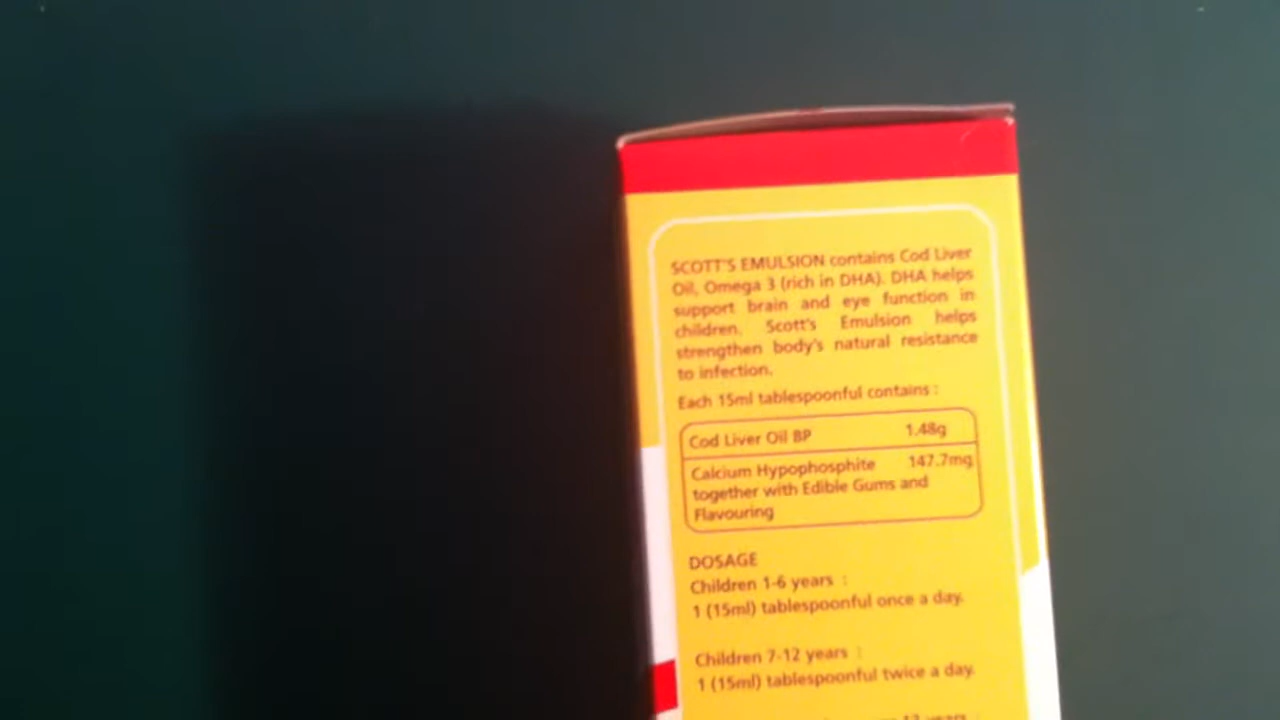 SCOTT'S EMULSION contains Cod Liver
Oil, Omega 3 (rich in DHA). DHA helps
support brain and eye function in
children. Scott's Emulsion helps
strengthen body's natural resistance
to infection.
Each 15ml tablespoonful contains :
Cod Liver Oil BP 1.48g
Calcium Hypophosphite 147.7mg
together with Edible Gums and
Flavouring
DOSAGE
Children 1-6 years :
1 (15ml) tablespoonful once a day.
Children 7-12 years :
1 (15ml) tablespoonful twice a day.
12 years